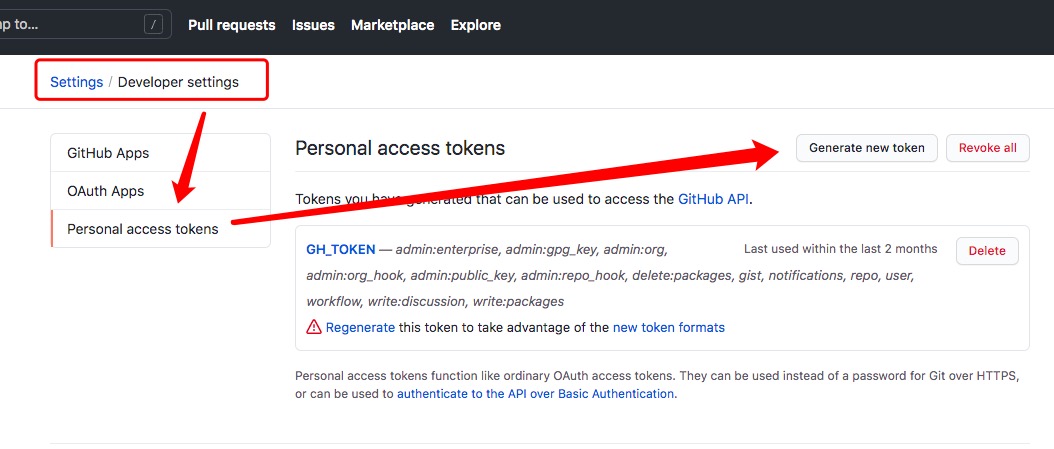 p to... / Pull requests Issues Marketplace Explore
Settings / Developer settings
GitHub Apps
OAuth Apps
Personal access tokens
Personal access tokens
Generate new token
Revoke all
Tokens you have generated that can be used to access the GitHub API.
GH_TOKEN — admin:enterprise, admin:gpg_key, admin:org,
admin:org_hook, admin:public_key, admin:repo_hook, delete:packages, gist, notifications, repo, user,
workflow, write:discussion, write:packages
Last used within the last 2 months
Delete
Regenerate this token to take advantage of the new token formats
Personal access tokens function like ordinary OAuth access tokens. They can be used instead of a password for Git over HTTPS,
or can be used to authenticate to the API over Basic Authentication.